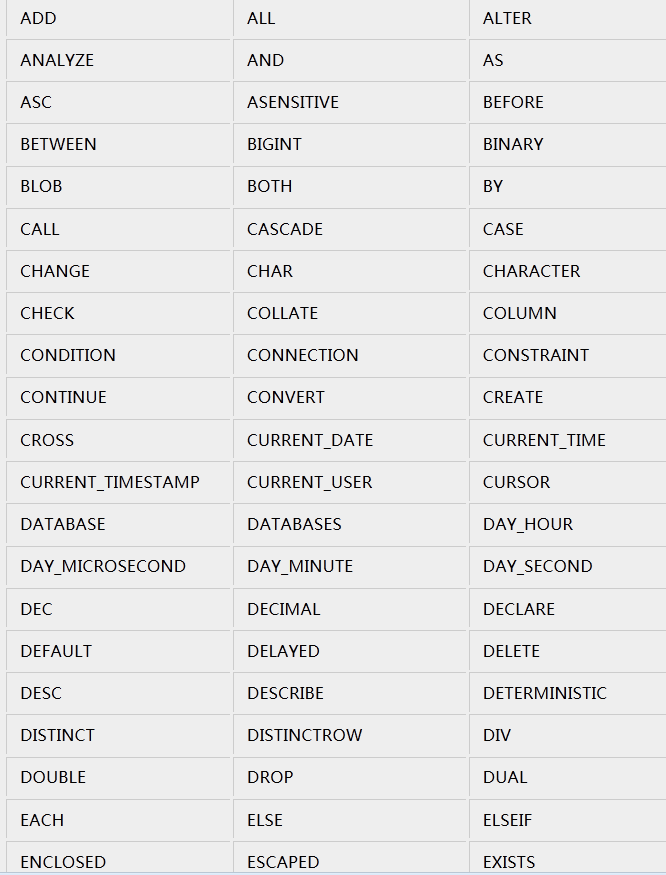 ADD ALL ALTER
ANALYZE AND AS
ASC ASENSITIVE BEFORE
BETWEEN BIGINT BINARY
BLOB BOTH BY
CALL CASCADE CASE
CHANGE CHAR CHARACTER
CHECK COLLATE COLUMN
CONDITION CONNECTION CONSTRAINT
CONTINUE CONVERT CREATE
CROSS CURRENT_DATE CURRENT_TIME
CURRENT_TIMESTAMP CURRENT_USER CURSOR
DATABASE DATABASES DAY_HOUR
DAY_MICROSECOND DAY_MINUTE DAY_SECOND
DEC DECIMAL DECLARE
DEFAULT DELAYED DELETE
DESC DESCRIBE DETERMINISTIC
DISTINCT DISTINCTROW DIV
DOUBLE DROP DUAL
EACH ELSE ELSEIF
ENCLOSED ESCAPED EXISTS